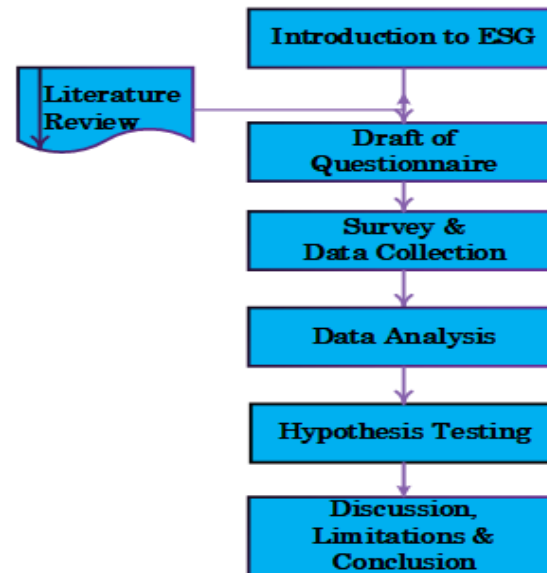 Introduction to ESG
Literature
Review
Draft of
Questionnaire
Survey &
Data Collection
Data Analysis
Hypothesis Testing
Discussion,
Limitations &
Conclusion